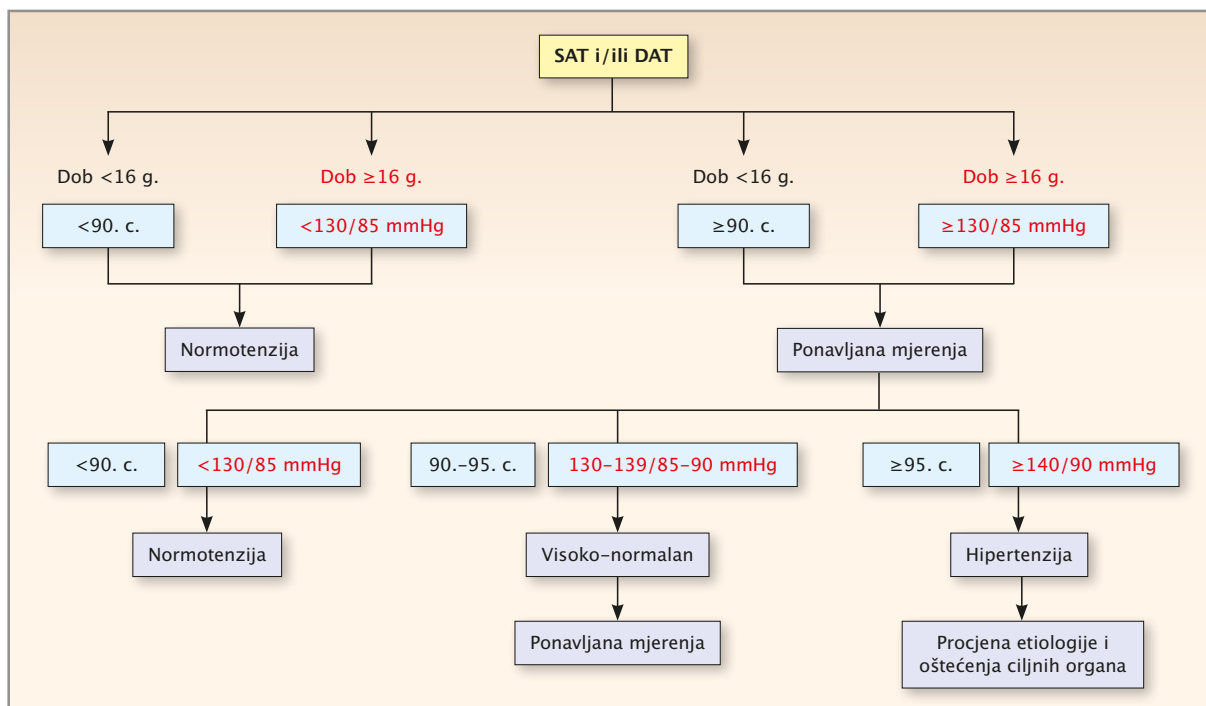 SAT i/ili DAT
Dob <16 g.
Dob ≥16 g.
Dob <16 g.
Dob ≥16 g.
<90. c.
<130/85 mmHg
≥90. c.
≥130/85 mmHg
Normotenzija
Ponavljana mjerenja
<90. c.
<130/85 mmHg
90.–95. c.
130–139/85–90 mmHg
≥95. c.
≥140/90 mmHg
Normotenzija
Visoko–normalan
Hipertenzija
Ponavljana mjerenja
Procjena etiologije i
oštećenja ciljnih organa